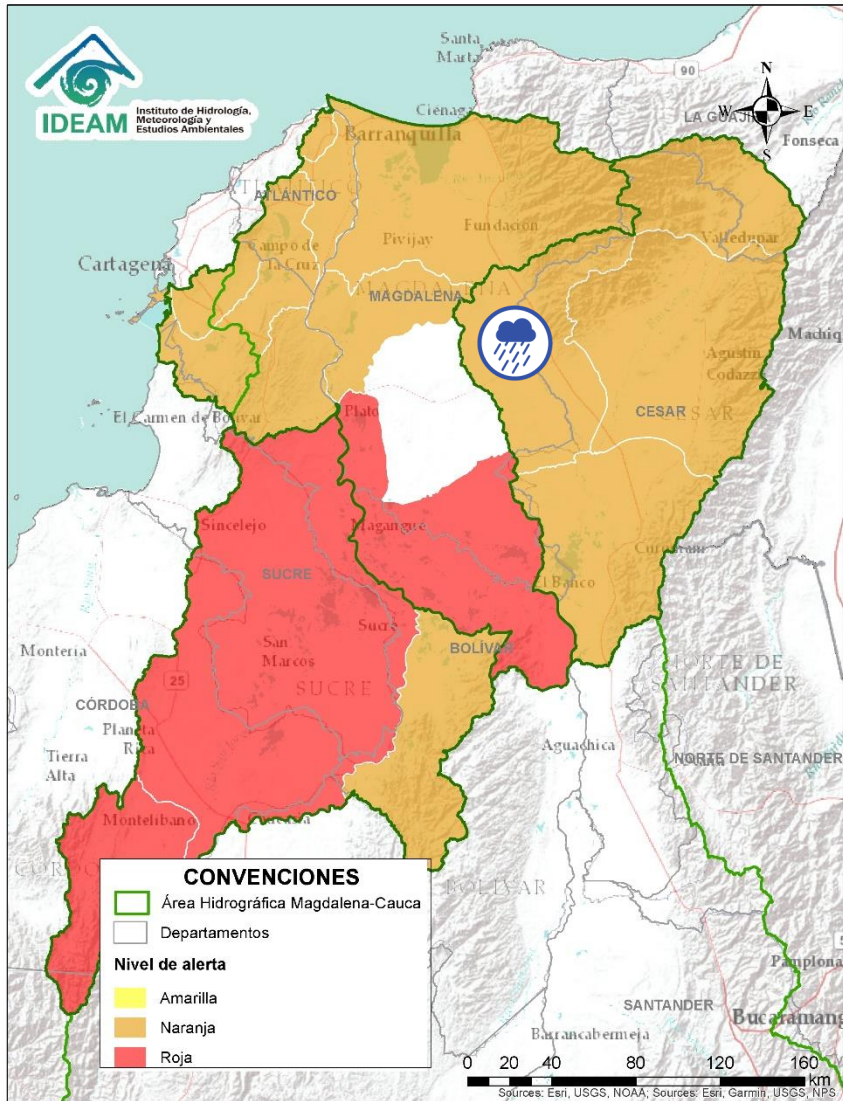 IDEAM
Instituto de Hidrología,
Meteorología y
Estudios Ambientales
Santa
Marta
90
N
W
E
S
LA GUAJIRA
Fonseca
Ciénaga
Barranquilla
ATLÁNTICO
Fundación
Pivijay
Valledupar
Campo de
la Cruz
Cartagena
MAGDALENA
MAGDALENA
Machiq
Agustín
Codazzi
El Carmen de Bolívar
Plato
CESAR
Sincelejo
Magangué
SUCRE
El Banco
Sucre
BOLÍVAR
Montería
San
Marcos
25
SUCRE
NORTE DE
SANTANDER
CÓRDOBA
Planeta
Rica
Tierra
Alta
Aguachica
NORTE DE SANTANDER
Montelíbano
BOLÍVAR
CONVENCIONES
Área Hidrográfica Magdalena-Cauca
Departamentos
Nivel de alerta
Amarilla
Naranja
Roja
Pamplona
SANTANDER
Bucaramang
Barrancabermeja
0 20 40 80 120 160
km
Sources: Esri, USGS, NOAA; Sources: Esri, Garmin, USGS, NPS